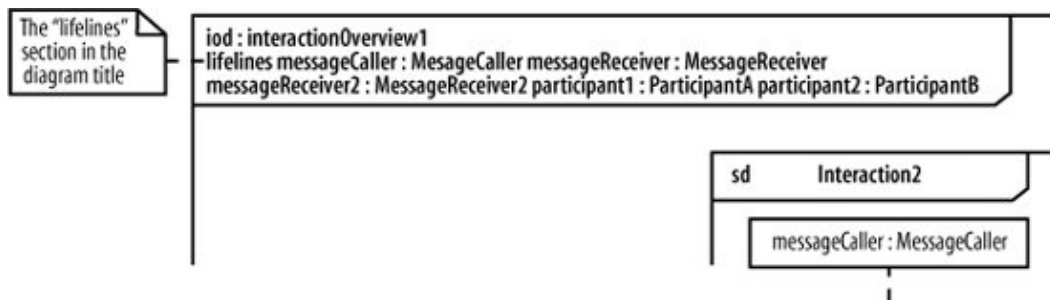 The “lifelines”
section in the
diagram title
iod : interactionOverview1
lifelines messageCaller : MesageCaller messageReceiver : MessageReceiver
messageReceiver2 : MessageReceiver2 participant1 : ParticipantA participant2 : ParticipantB
sd Interaction2
messageCaller : MessageCaller